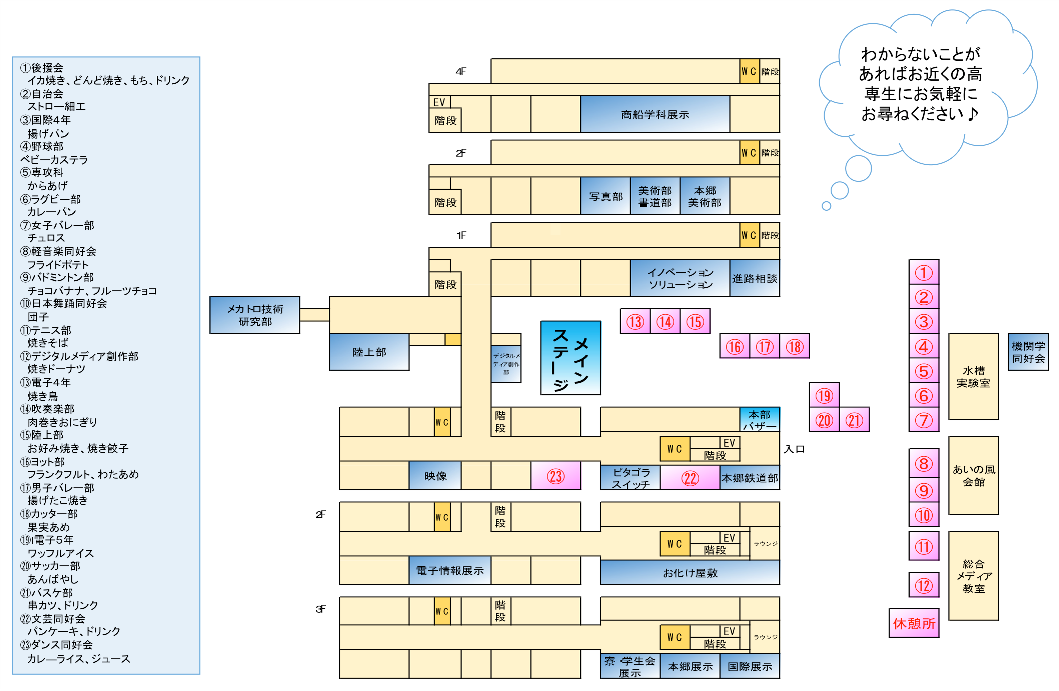 ①後援会
イカ焼き、どんど焼き、もち、ドリンク
②自治会
ストロー細工
③国際4年
揚げパン
④野球部
ベビーカステラ
⑤専攻科
からあげ
⑥ラグビー部
カレーパン
⑦女子バレー部
チュロス
⑧軽音楽同好会
フライドポテト
⑨バドミントン部
チョコバナナ、フルーツチョコ
⑩日本舞踊同好会
団子
⑪テニス部
焼きそば
⑫デジタルメディア創作部
焼きドーナツ
⑬電子4年
焼き鳥
⑭吹奏楽部
肉巻きおにぎり
⑮陸上部
お好み焼き、焼き餃子
⑯ヨット部
フランクフルト、わたあめ
⑰男子バレー部
揚げたこ焼き
⑱カッター部
果実あめ
⑲電子5年
ワッフルアイス
⑳サッカー部
あんばやし
㉑バスケ部
串カツ、ドリンク
㉒文芸同好会
パンケーキ、ドリンク
㉓ダンス同好会
カレーライス、ジュース
わからないことが
あればお近くの高
専生にお気軽に
お尋ねください♪
4F
WC
階段
EV
階段
商船学科展示
2F
WC
階段
階段
写真部
美術部
書道部
本郷
美術部
1F
WC
階段
階段
イノベーション
ソリューション
進路相談
メカトロ技術
研究部
陸上部
デジタルメ
ディア創作
部
メイン
ステージ
⑬
⑭
⑮
⑯
⑰
⑱
⑲
⑳
㉑
①
②
③
④
⑤
⑥
⑦
水槽
実験室
機関学
同好会
⑧
⑨
⑩
あいの風
会館
⑪
⑫
総合
メディア
教室
休憩所
WC
階
段
本部
バザー
WC
EV
階段
入口
映像
㉓
ピタゴラ
スイッチ
㉒
本郷鉄道部
2F
WC
階
段
WC
EV
階段
ラウンジ
電子情報展示
お化け屋敷
3F
WC
階
段
WC
EV
階段
ラウンジ
寮・学生会
展示
本郷展示
国際展示